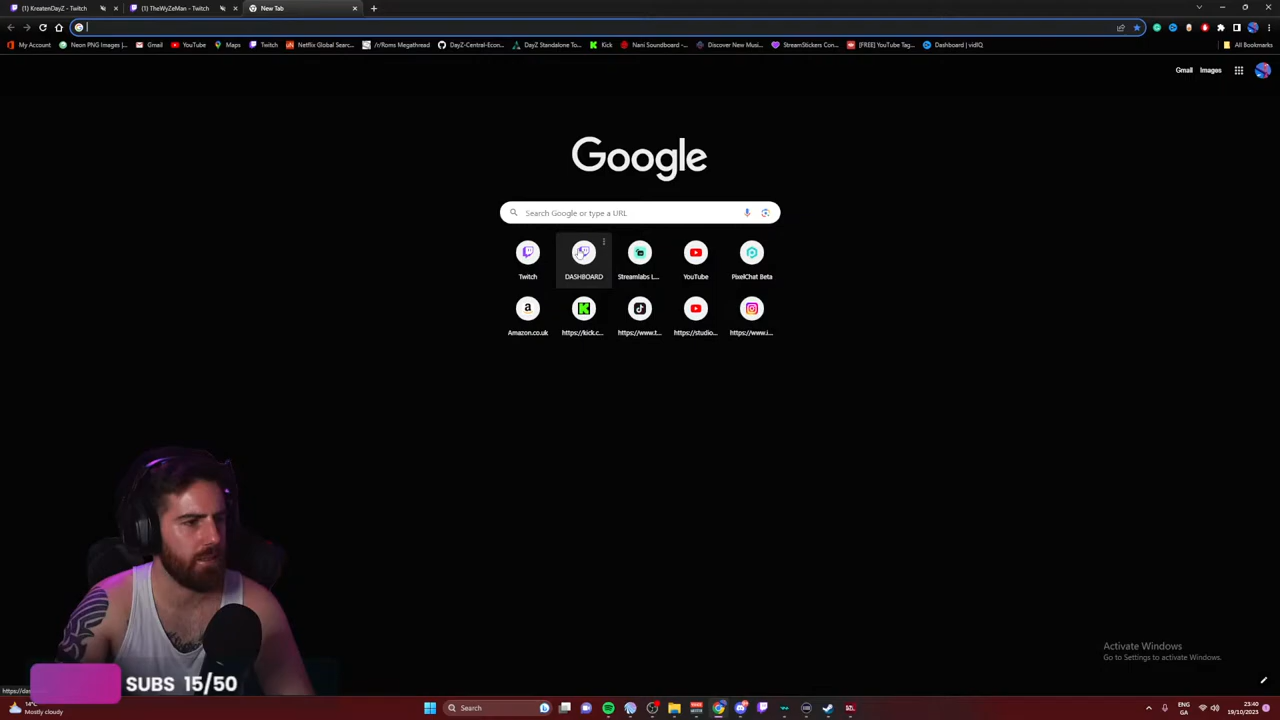 (1) KreatenDayZ - Twitch
(1) TheWyZeMan - Twitch
New Tab
My Account
Neon PNG Images |...
Gmail
YouTube
Maps
Twitch
Netflix Global Searc...
/r/Roms Megathread
DayZ-Central-Econ...
DayZ Standalone To...
Kick
Nani Soundboard -...
Discover New Musi...
StreamStickers Con...
[FREE] YouTube Tag...
Dashboard | vidIQ
All Bookmarks
Gmail Images
Google
Search Google or type a URL
Twitch
DASHBOARD
Streamlabs L...
YouTube
PixelChat Beta
Amazon.co.uk
https://kick.c...
https://www.t...
https://studio...
https://www.i...
Activate Windows
Go to Settings to activate Windows.
SUBS 15/50
14°C
Mostly cloudy
Search
ENG
GA
23:40
19/10/2023